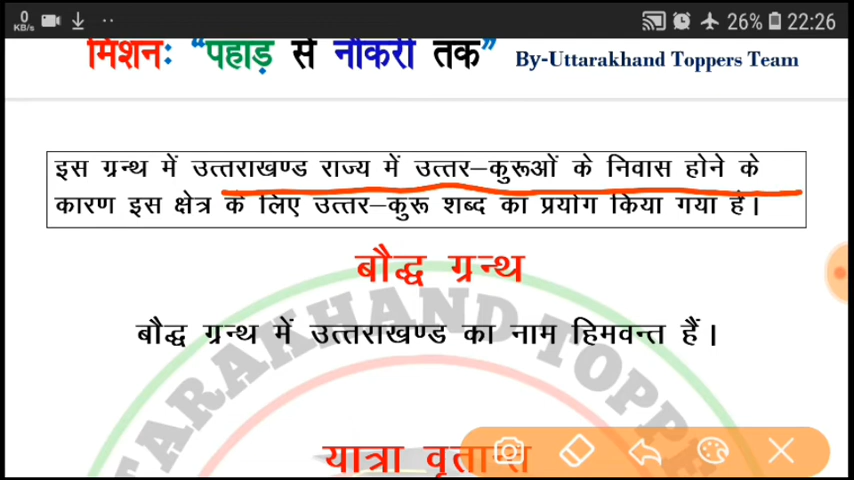 0
KB/s
26% 22:26
मिशनः “पहाड़ से नौकरी तक” By-Uttarakhand Toppers Team
इस ग्रन्थ में उत्तराखण्ड राज्य में उत्तर–कुरूओं के निवास होने के
कारण इस क्षेत्र के लिए उत्तर–कुरू शब्द का प्रयोग किया गया है।
बौद्ध ग्रन्थ
बौद्ध ग्रन्थ में उत्तराखण्ड का नाम हिमवन्त हैं।
यात्रा वृतान्त